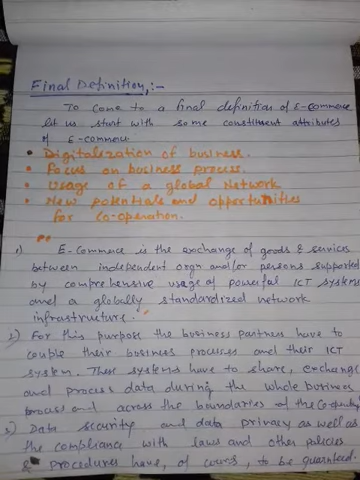 Final Definition,:-
To come to a final definition of E-commerce
let us start with some constituent attributes
of E-commerce
• Digitalization of business.
• Focus on business process.
• Usage of a global Network
• New potentials and opportunities
for co-operation.
1) E-Commerce is the exchange of goods & services
between independent orgn and/or persons supported
by comprehensive usage of powerful ICT systems
and a globally standardized network
infrastructure.
2) For this purpose the business partners have to
couple their business processes and their ICT
system. These systems have to share, exchange
and process data during the whole business
process and across the boundaries of the
3) Data security and data privacy as well as
the compliance with laws and other policies
& procedures have, of cours, to be guaranteed.